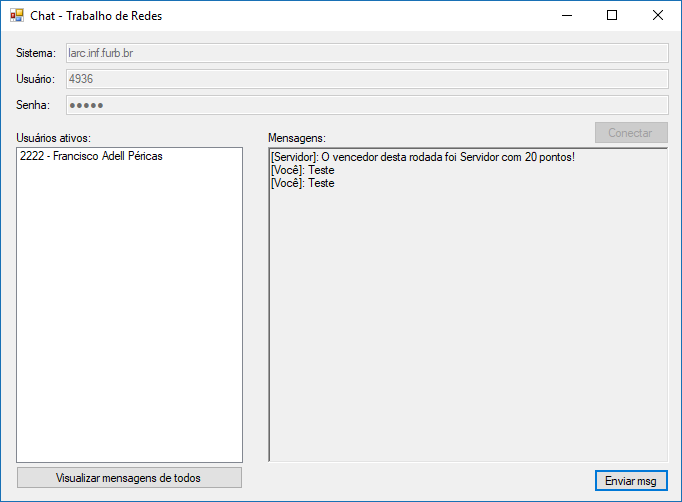 Chat - Trabalho de Redes
Sistema: larc.inf.furb.br
Usuário: 4936
Senha: ●●●●●
Conectar
Usuários ativos:
2222 - Francisco Adell Péricas
Visualizar mensagens de todos
Mensagens:
[Servidor]: O vencedor desta rodada foi Servidor com 20 pontos!
[Você]: Teste
[Você]: Teste
Enviar msg